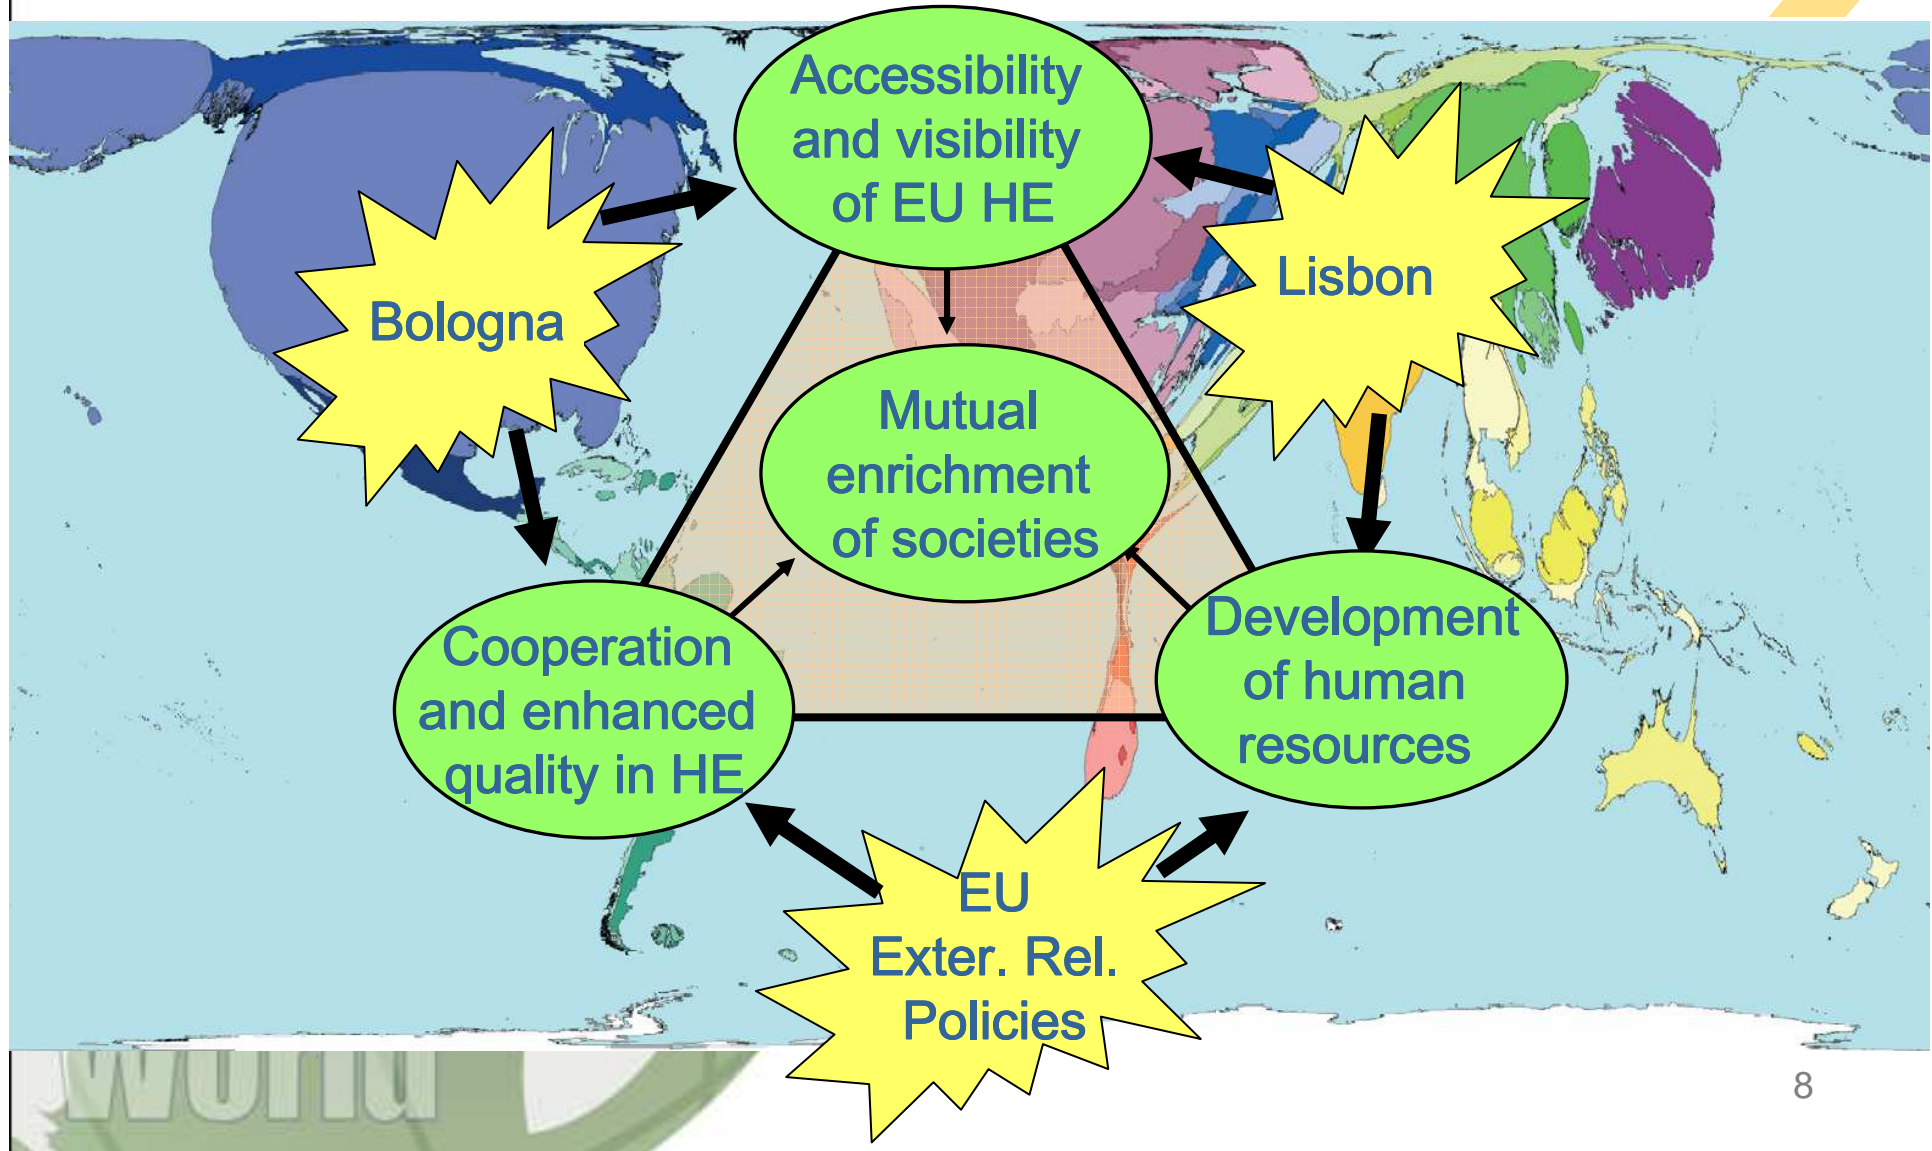 Accessibility
and visibility
of EU HE
Bologna
Lisbon
Mutual
enrichment
of societies
Cooperation
and enhanced
quality in HE
Development
of human
resources
EU
Exter. Rel.
Policies
world
8